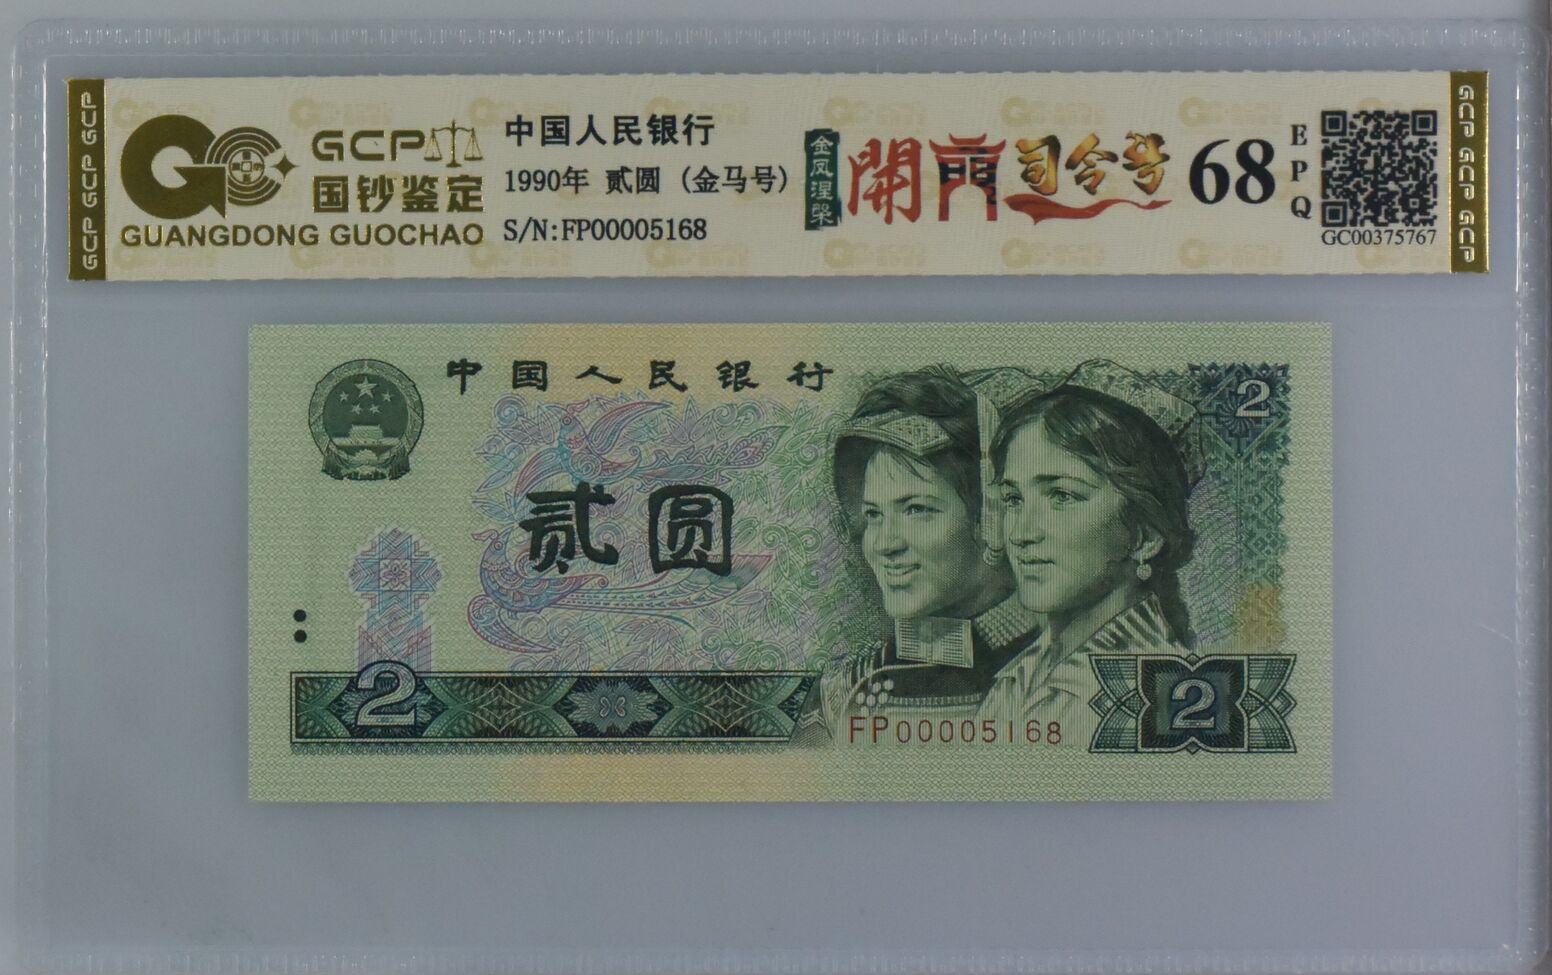 GCP GCP GCP
GCP
国钞鉴定
GUANGDONG GUOCHAO
中国人民银行
1990年 贰圆 (金马号)
S/N:FP00005168
金凤涅槃
開門司令号
68
EPQ
GC00375767
GCP GCP GCP
中国人民银行
2
贰圆
2
FP00005168
2